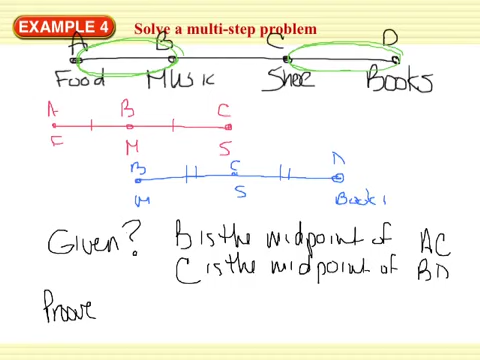 EXAMPLE 4 Solve a multi-step problem
A B C D
Food Music Shoe Books
A B C
F M S
B C D
M S Book
Given? B is the midpoint of AC
C is the midpoint of BD
Prove